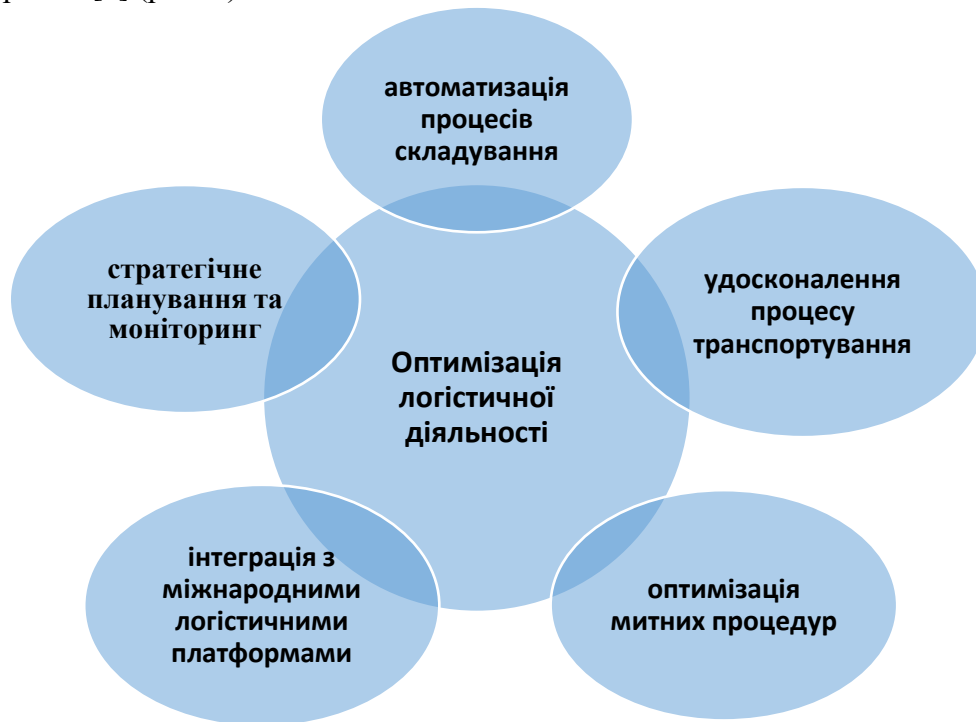 автоматизація
процесів
складування
стратегічне
планування та
моніторинг
удосконалення
процесу
транспортування
Оптимізація
логістичної
діяльності
інтеграція з
міжнародними
логістичними
платформами
оптимізація
митних процедур